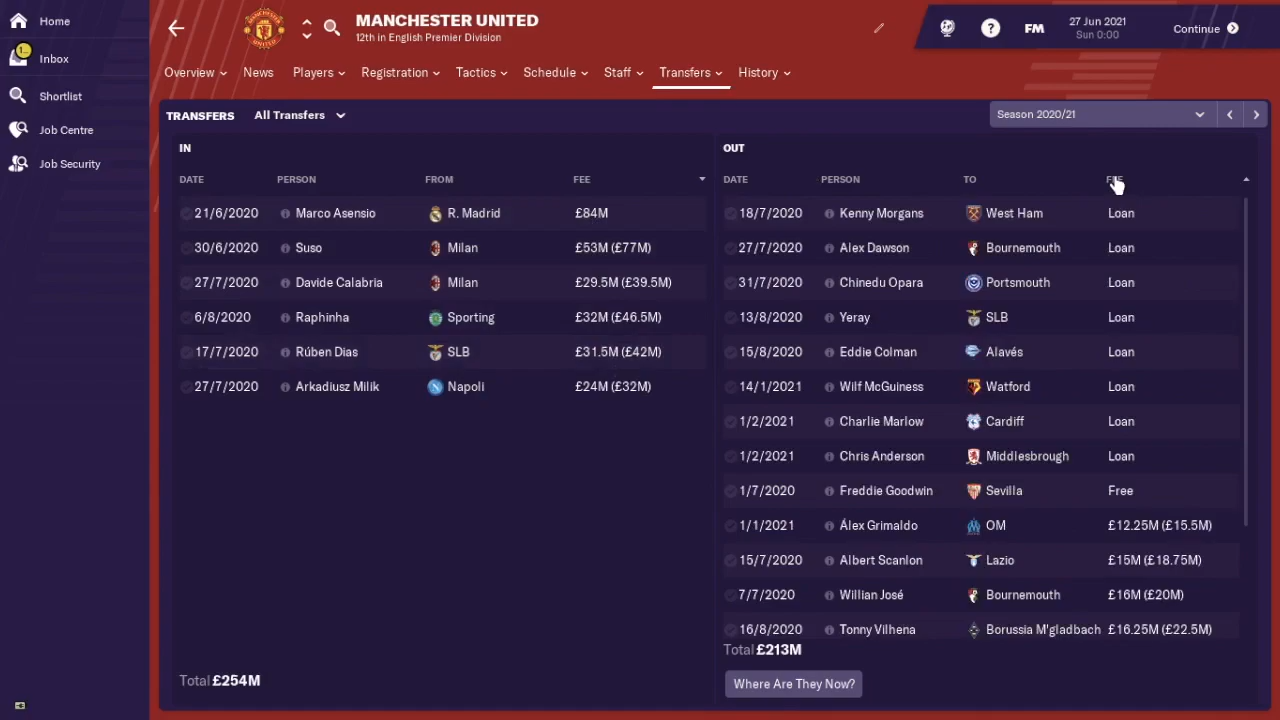 Home
Inbox
Shortlist
Job Centre
Job Security
MANCHESTER UNITED
12th in English Premier Division
FM
27 Jun 2021
Sun 0:00
Continue
Overview News Players Registration Tactics Schedule Staff Transfers History
TRANSFERS All Transfers
Season 2020/21
IN
DATE PERSON FROM FEE
21/6/2020 Marco Asensio R. Madrid £84M
30/6/2020 Suso Milan £53M (£77M)
27/7/2020 Davide Calabria Milan £29.5M (£39.5M)
6/8/2020 Raphinha Sporting £32M (£46.5M)
17/7/2020 Rúben Dias SLB £31.5M (£42M)
27/7/2020 Arkadiusz Milik Napoli £24M (£32M)
Total £254M
OUT
DATE PERSON TO FEE
18/7/2020 Kenny Morgans West Ham Loan
27/7/2020 Alex Dawson Bournemouth Loan
31/7/2020 Chinedu Opara Portsmouth Loan
13/8/2020 Yeray SLB Loan
15/8/2020 Eddie Colman Alavés Loan
14/1/2021 Wilf McGuiness Watford Loan
1/2/2021 Charlie Marlow Cardiff Loan
1/2/2021 Chris Anderson Middlesbrough Loan
1/7/2020 Freddie Goodwin Sevilla Free
1/1/2021 Álex Grimaldo OM £12.25M (£15.5M)
15/7/2020 Albert Scanlon Lazio £15M (£18.75M)
7/7/2020 Willian José Bournemouth £16M (£20M)
16/8/2020 Tonny Vilhena Borussia M'gladbach £16.25M (£22.5M)
Total £213M
Where Are They Now?